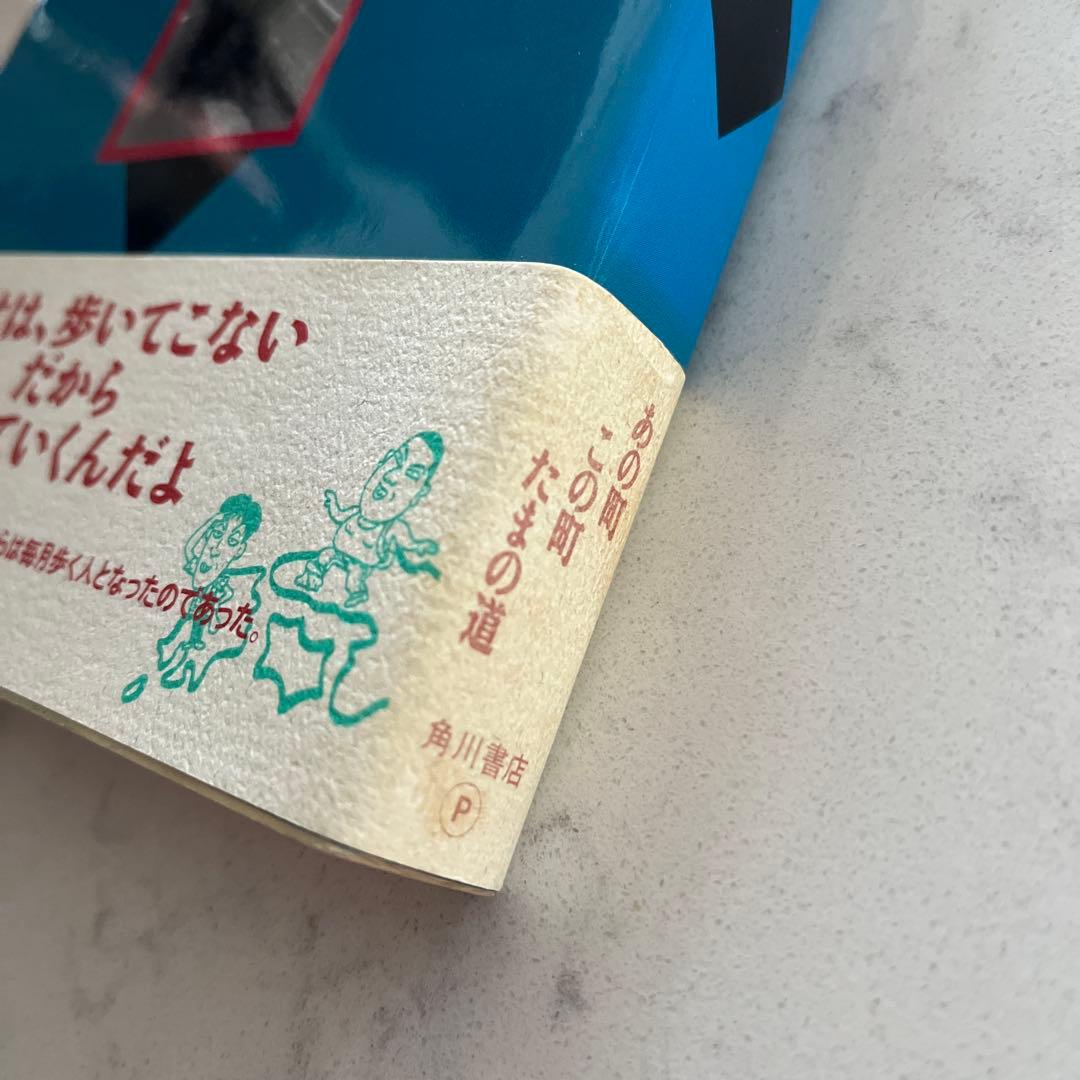 は、歩いてこない
だから
ていくんだよ
らは毎月歩く人となったのであった。
あの町
この町
たまの道
角川書店
P